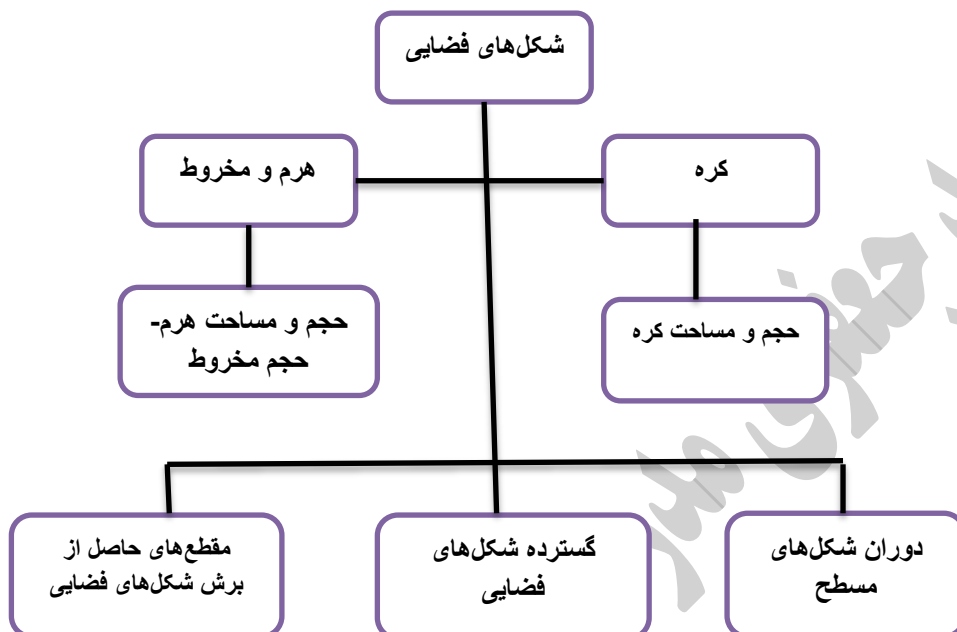 شکل‌های فضایی
کره
هرم و مخروط
حجم و مساحت کره
حجم و مساحت هرم-
حجم مخروط
دوران شکل‌های
مسطح
گسترده شکل‌های
فضایی
مقطع‌های حاصل از
برش شکل‌های فضایی